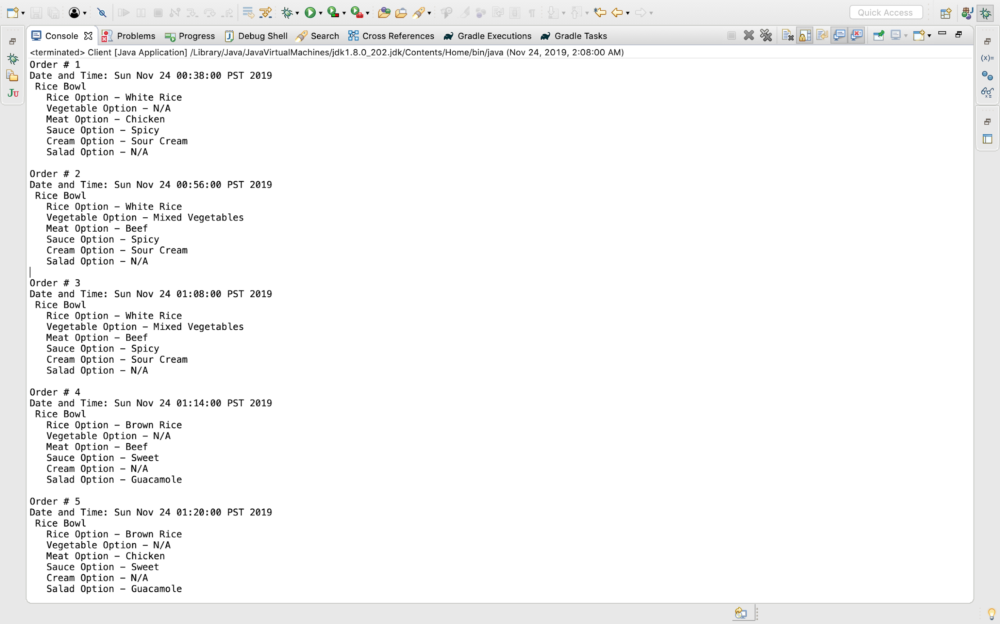 Quick Access
Console Problems Progress Debug Shell Search Cross References Gradle Executions Gradle Tasks
<terminated> Client [Java Application] /Library/Java/JavaVirtualMachines/jdk1.8.0_202.jdk/Contents/Home/bin/java (Nov 24, 2019, 2:08:00 AM)
Order # 1
Date and Time: Sun Nov 24 00:38:00 PST 2019
Rice Bowl
Rice Option – White Rice
Vegetable Option – N/A
Meat Option – Chicken
Sauce Option – Spicy
Cream Option – Sour Cream
Salad Option – N/A
Order # 2
Date and Time: Sun Nov 24 00:56:00 PST 2019
Rice Bowl
Rice Option – White Rice
Vegetable Option – Mixed Vegetables
Meat Option – Beef
Sauce Option – Spicy
Cream Option – Sour Cream
Salad Option – N/A
Order # 3
Date and Time: Sun Nov 24 01:08:00 PST 2019
Rice Bowl
Rice Option – White Rice
Vegetable Option – Mixed Vegetables
Meat Option – Beef
Sauce Option – Spicy
Cream Option – Sour Cream
Salad Option – N/A
Order # 4
Date and Time: Sun Nov 24 01:14:00 PST 2019
Rice Bowl
Rice Option – Brown Rice
Vegetable Option – N/A
Meat Option – Beef
Sauce Option – Sweet
Cream Option – N/A
Salad Option – Guacamole
Order # 5
Date and Time: Sun Nov 24 01:20:00 PST 2019
Rice Bowl
Rice Option – Brown Rice
Vegetable Option – N/A
Meat Option – Chicken
Sauce Option – Sweet
Cream Option – N/A
Salad Option – Guacamole